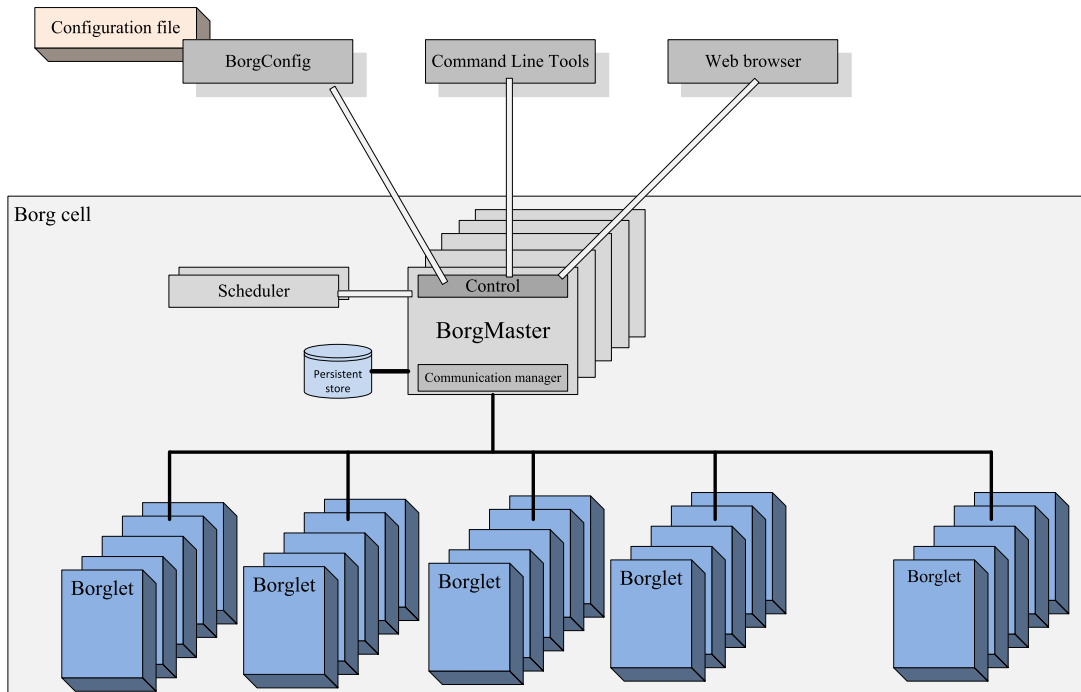 Configuration file
BorgConfig
Command Line Tools
Web browser
Borg cell
Scheduler
Control
BorgMaster
Persistent
store
Communication manager
Borglet
Borglet
Borglet
Borglet
Borglet